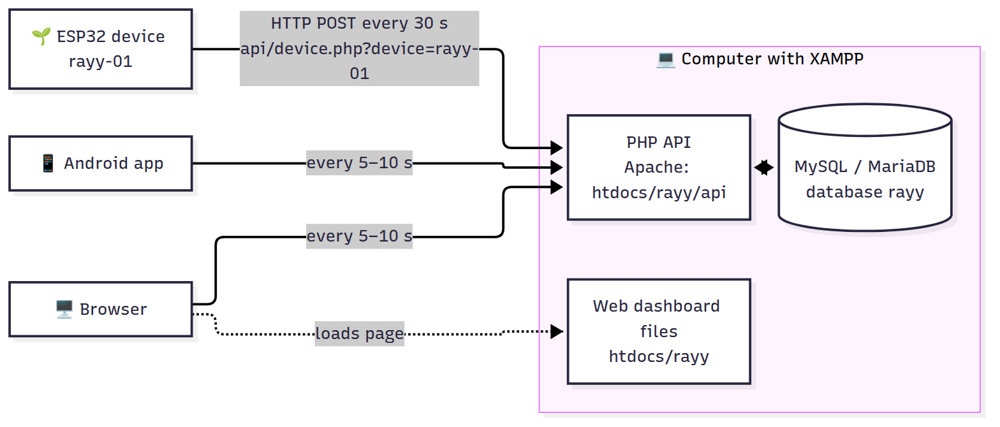 🌱 ESP32 device
rayy-01
HTTP POST every 30 s
api/device.php?device=rayy-
01
💻 Computer with XAMPP
📱 Android app
every 5–10 s
PHP API
Apache:
htdocs/rayy/api
MySQL / MariaDB
database rayy
every 5–10 s
🖥️ Browser
loads page
Web dashboard
files
htdocs/rayy